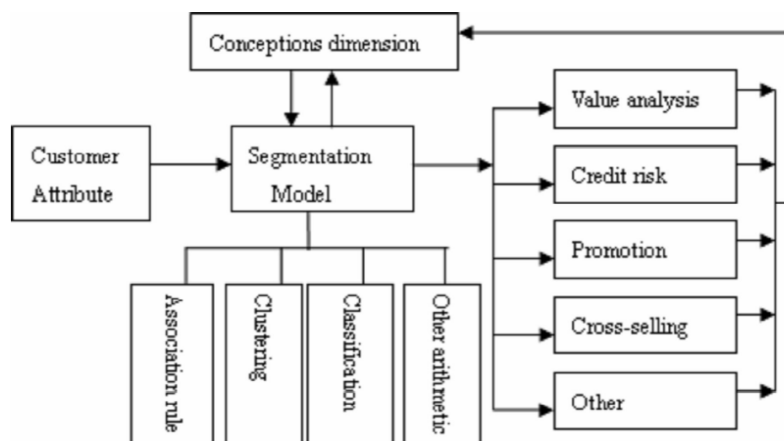 Conceptions dimension
Customer
Attribute
Segmentation
Model
Value analysis
Credit risk
Promotion
Cross-selling
Other
Association rule
Clustering
Classification
Other arithmetic